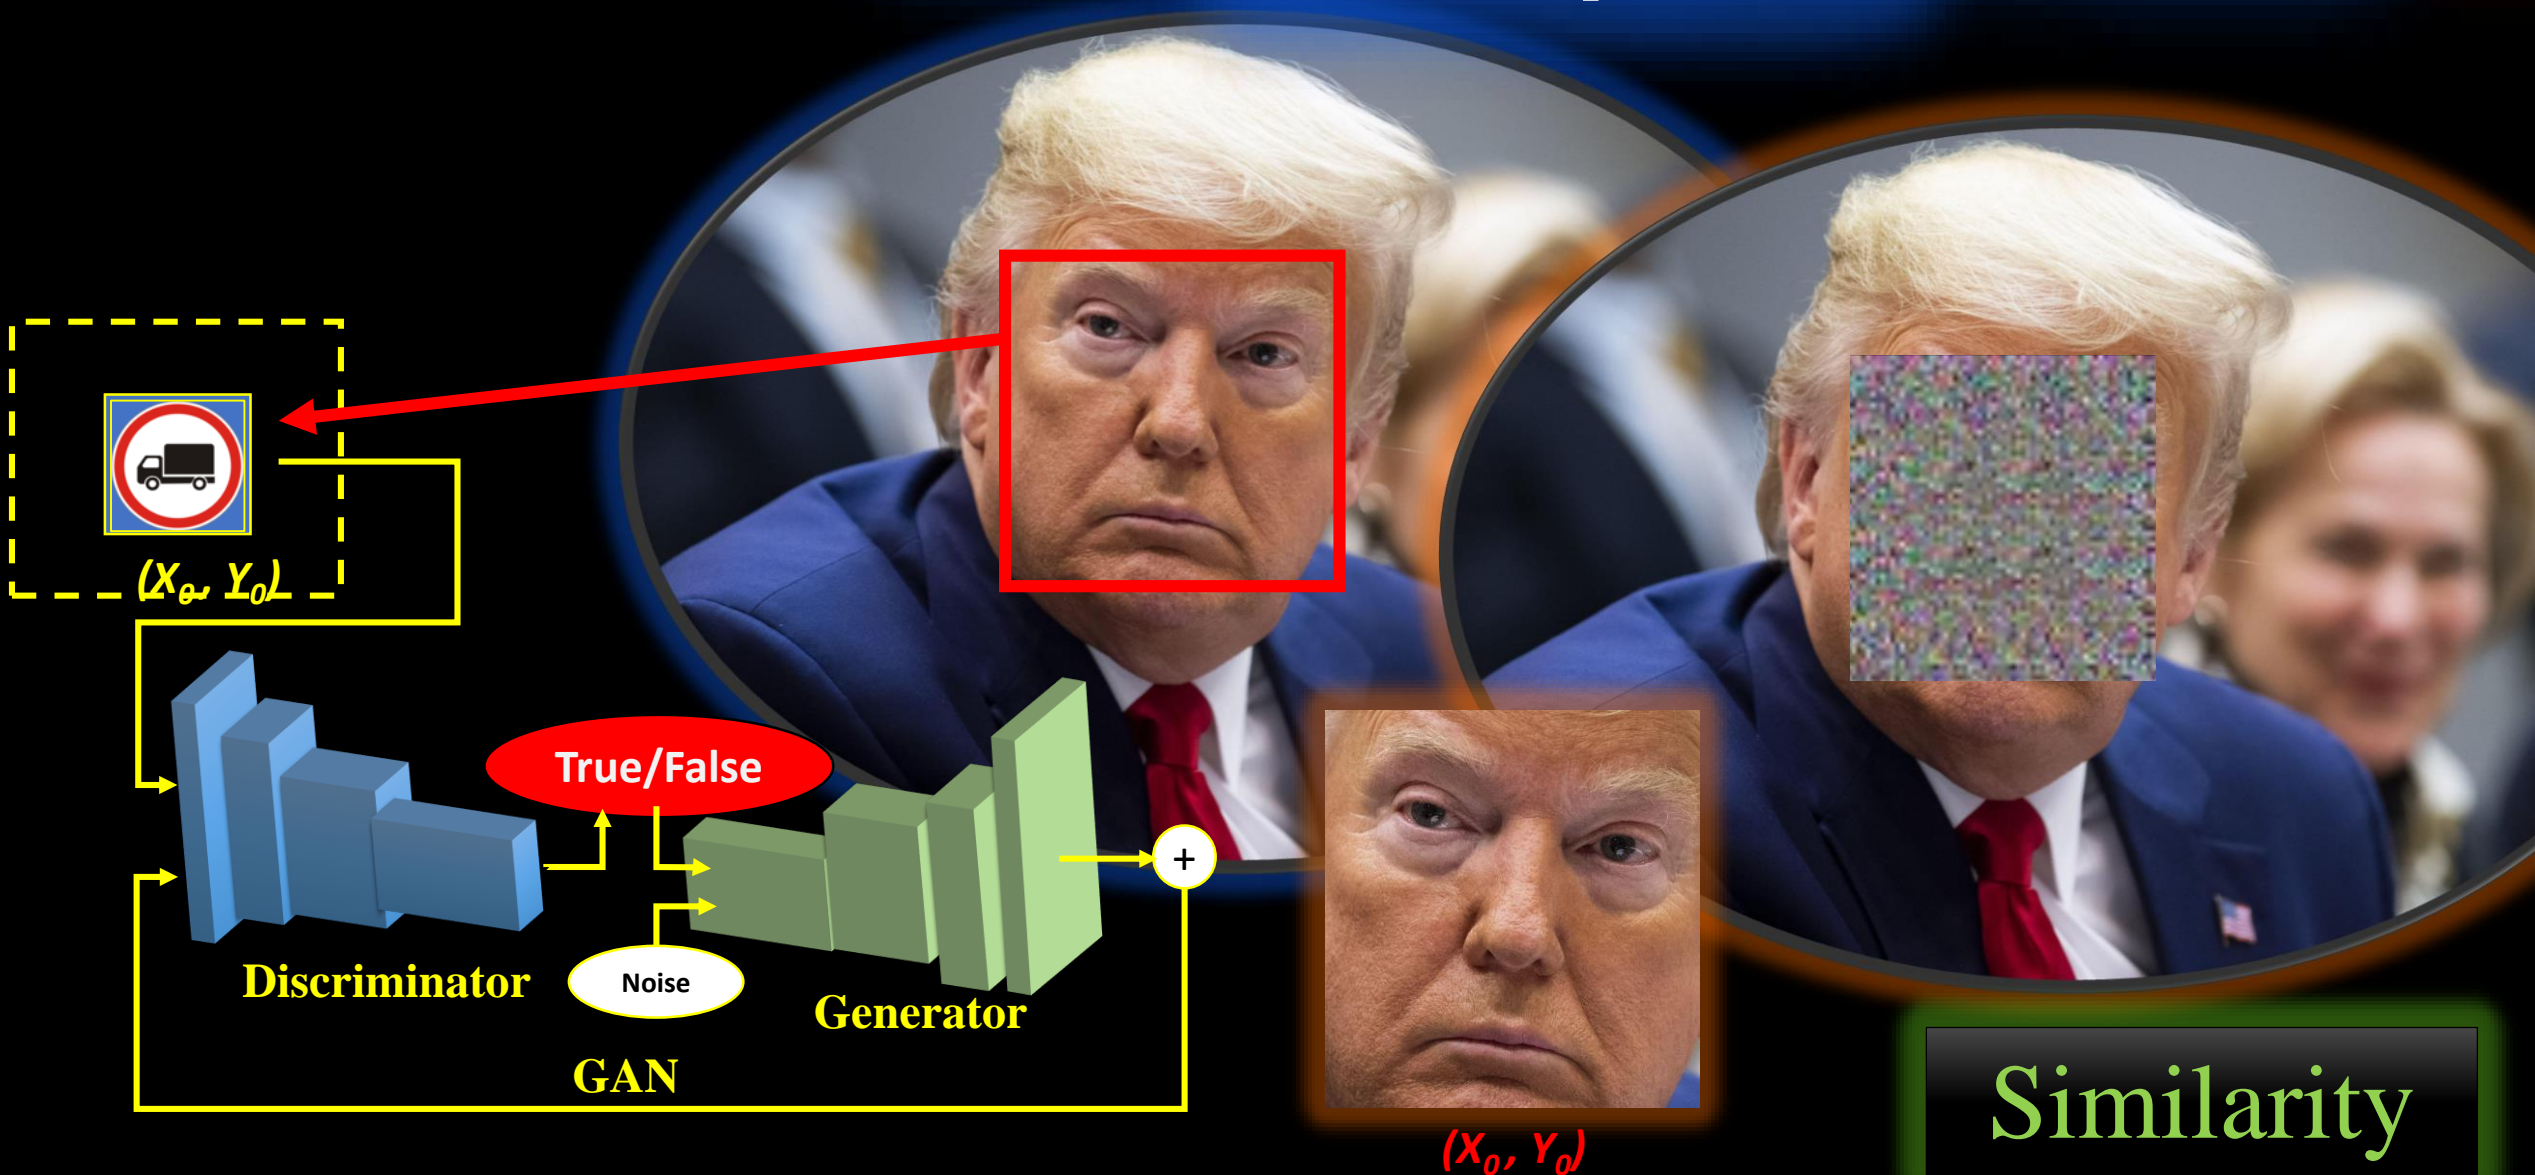 (X₀, Y₀)
True/False
+
Discriminator
Noise
Generator
GAN
Similarity
(X₀, Y₀)